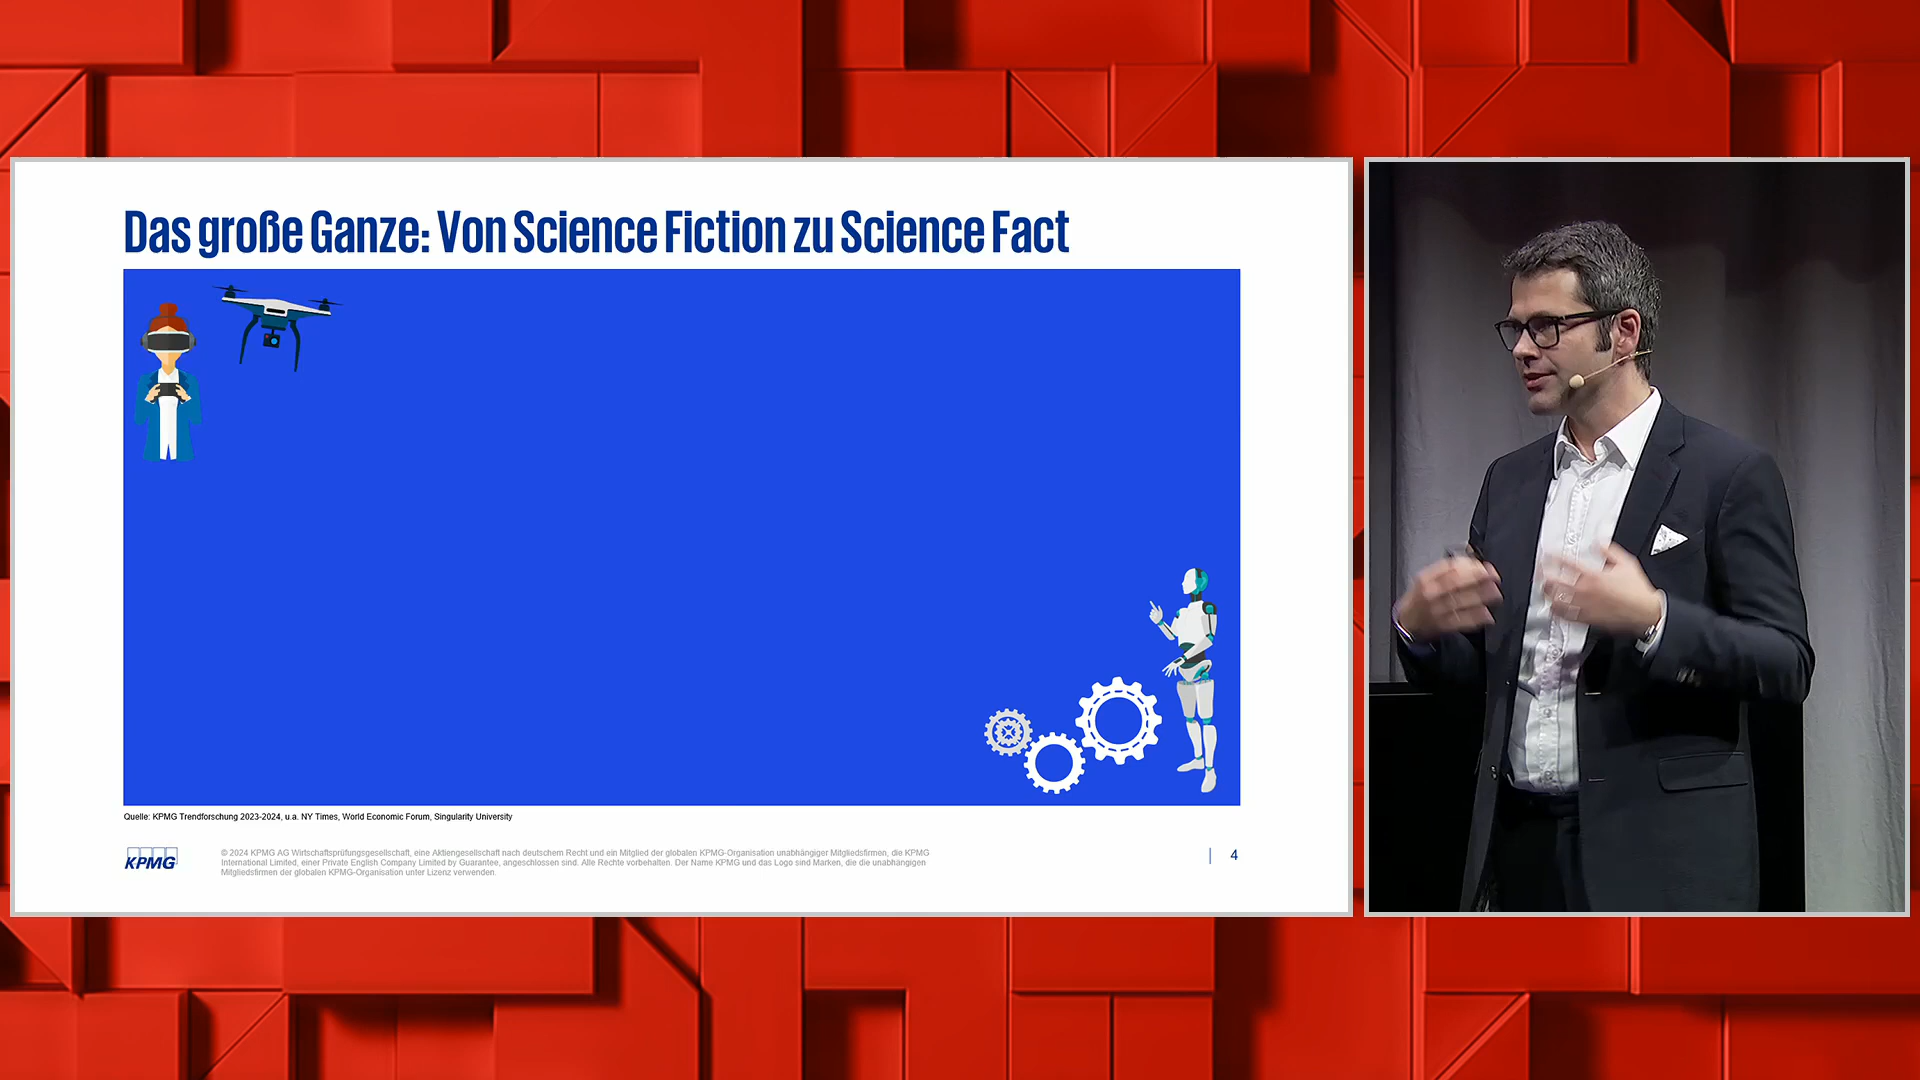 Das große Ganze: Von Science Fiction zu Science Fact
Quelle: KPMG Trendforschung 2023-2024, u.a. NY Times, World Economic Forum, Singularity University
KPMG
© 2024 KPMG AG Wirtschaftsprüfungsgesellschaft, eine Aktiengesellschaft nach deutschem Recht und ein Mitglied der globalen KPMG-Organisation unabhängiger Mitgliedsfirmen, die KPMG
International Limited, einer Private English Company Limited by Guarantee, angeschlossen sind. Alle Rechte vorbehalten. Der Name KPMG und das Logo sind Marken, die die unabhängigen
Mitgliedsfirmen der globalen KPMG-Organisation unter Lizenz verwenden.
4